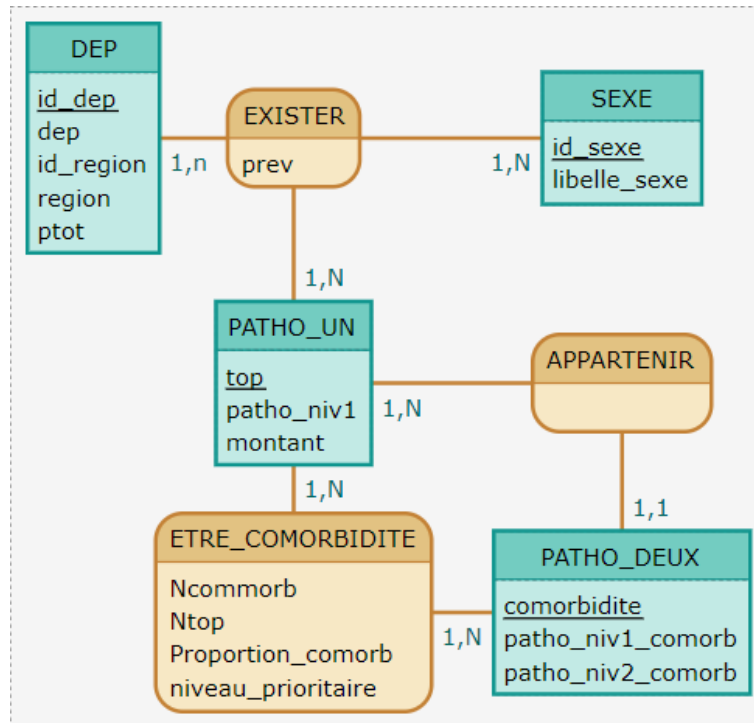 DEP
id_dep
dep
id_region
region
ptot
1,n
EXISTER
prev
1,N
SEXE
id_sexe
libelle_sexe
1,N
PATHO_UN
top
patho_niv1
montant
1,N
APPARTENIR
1,1
1,N
ETRE_COMORBIDITE
Ncommorb
Ntop
Proportion_comorb
niveau_prioritaire
1,N
PATHO_DEUX
comorbidite
patho_niv1_comorb
patho_niv2_comorb